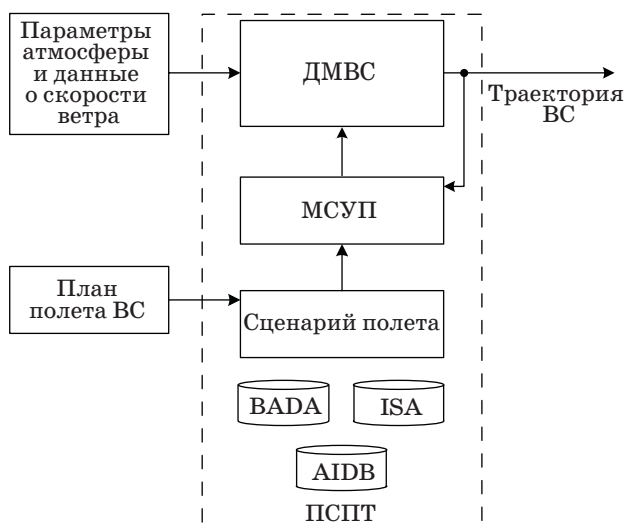 Параметры
атмосферы
и данные
о скорости
ветра
ДМВС
Траектория
ВС
МСУП
План
полета ВС
Сценарий полета
BADA
ISA
AIDB
ПСПТ